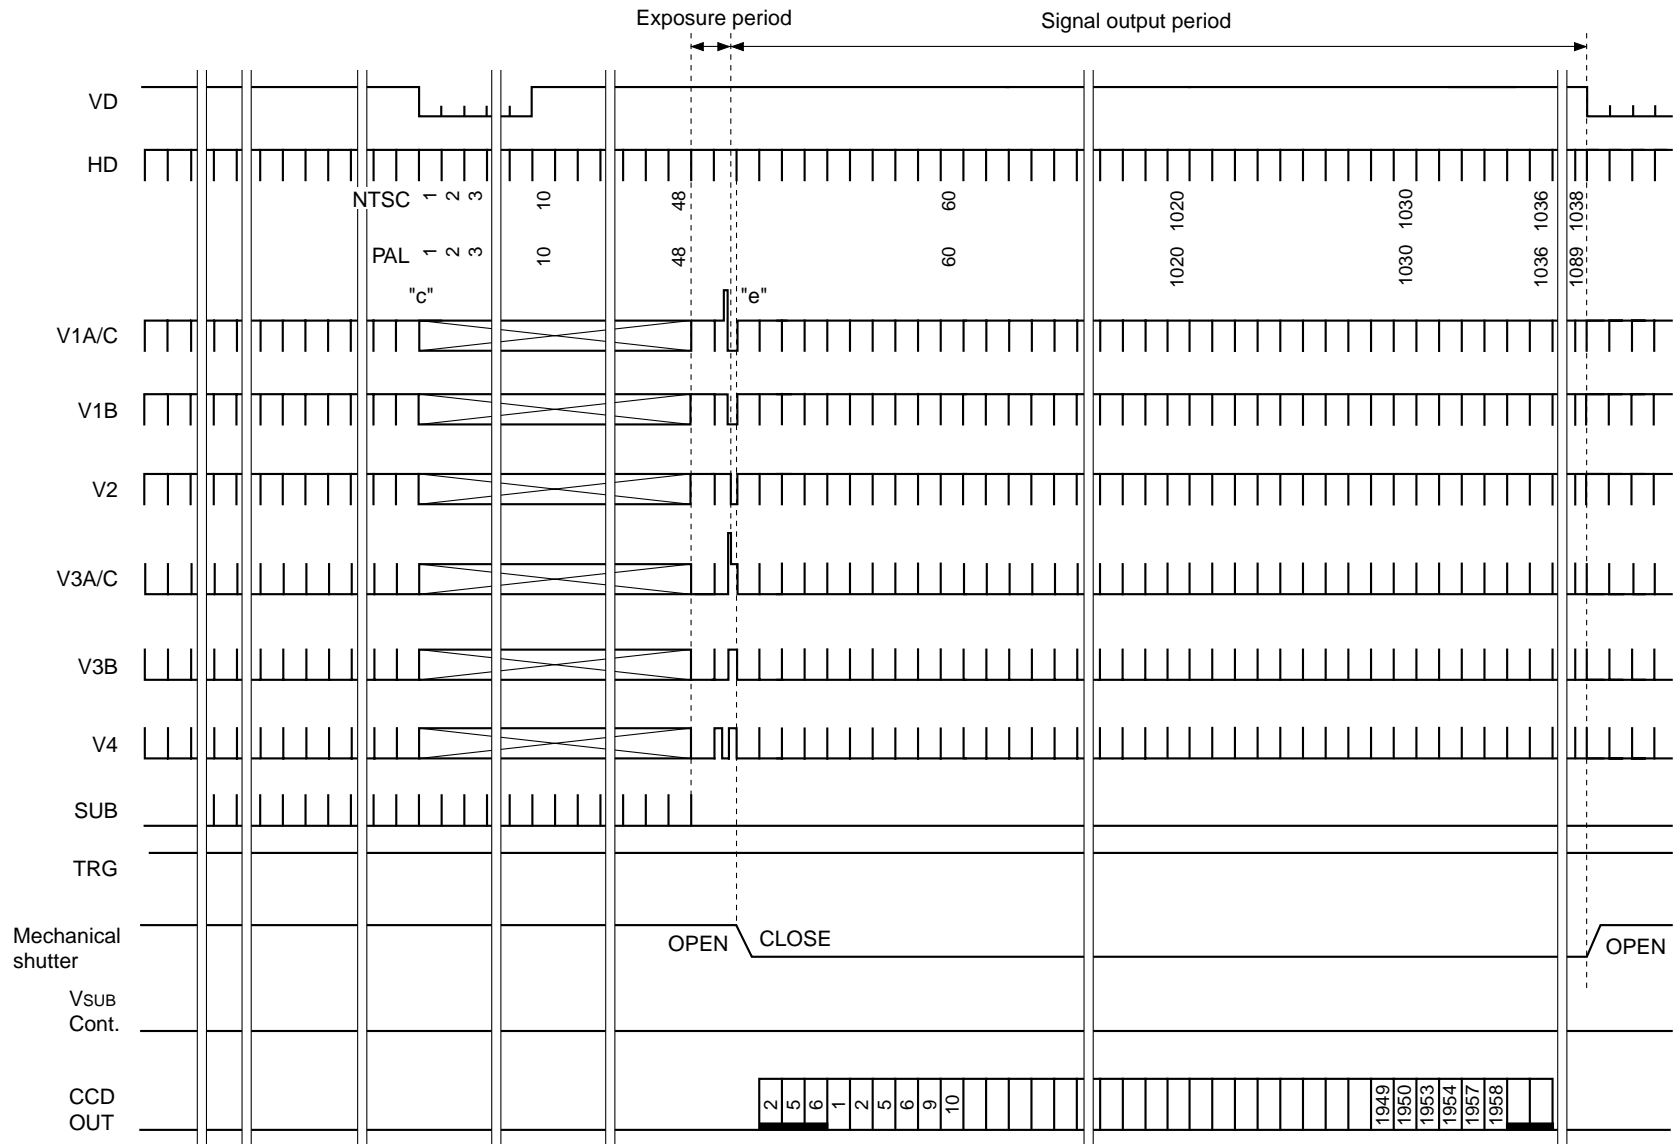 Exposure period
Signal output period
VD
HD
NTSC 1 2 3 10 48 60 1020 1030 1036 1038
PAL 1 2 3 10 48 60 1020 1030 1036 1089
"c" "e"
V1A/C
V1B
V2
V3A/C
V3B
V4
SUB
TRG
Mechanical
shutter
OPEN CLOSE OPEN
VSUB
Cont.
CCD
OUT
2 5 6 1 2 5 6 9 10 1949 1950 1953 1954 1957 1958